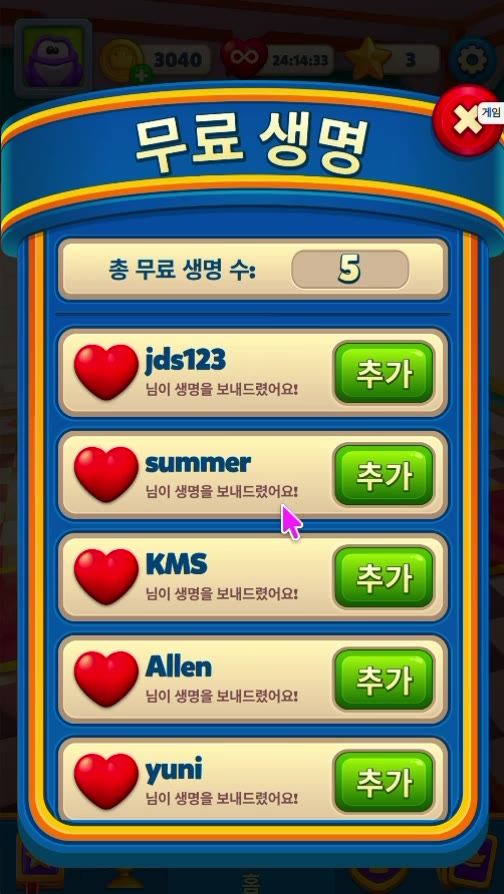 3040
24:14:33
3
게임
무료 생명
총 무료 생명 수: 5
jds123
님이 생명을 보내드렸어요!
추가
summer
님이 생명을 보내드렸어요!
추가
KMS
님이 생명을 보내드렸어요!
추가
Allen
님이 생명을 보내드렸어요!
추가
yuni
님이 생명을 보내드렸어요!
추가
홈